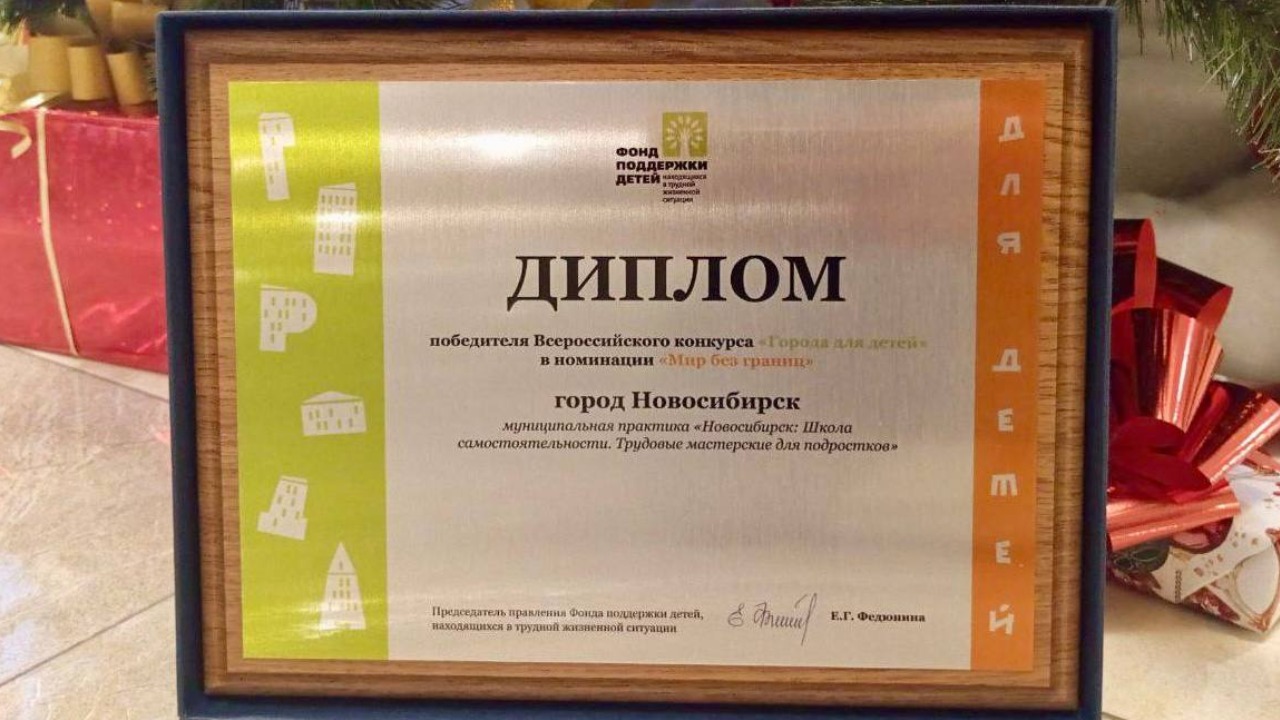 ФОНД
ПОДДЕРЖКИ
ДЕТЕЙ
находящихся
в трудной
жизненной
ситуации
ДИПЛОМ
победителя Всероссийского конкурса «Города для детей»
в номинации «Мир без границ»
город Новосибирск
муниципальная практика «Новосибирск: Школа
самостоятельности. Трудовые мастерские для подростков»
Председатель правления Фонда поддержки детей,
находящихся в трудной жизненной ситуации
Е.Г. Федюнина
ДЛЯ ДЕТЕЙ